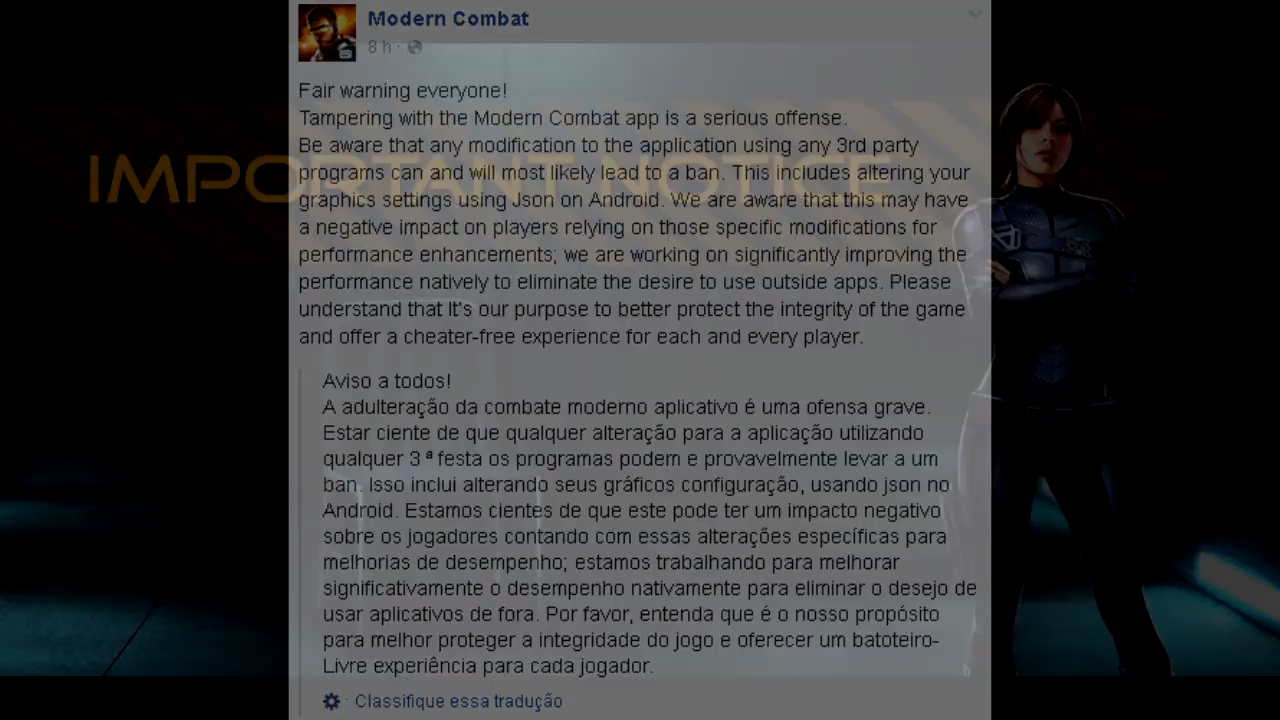 Modern Combat
8 h ·
Fair warning everyone!
Tampering with the Modern Combat app is a serious offense.
Be aware that any modification to the application using any 3rd party
IMPORTANT NOTICE
programs can and will most likely lead to a ban. This includes altering your
graphics settings using Json on Android. We are aware that this may have
a negative impact on players relying on those specific modifications for
performance enhancements; we are working on significantly improving the
performance natively to eliminate the desire to use outside apps. Please
understand that It's our purpose to better protect the integrity of the game
and offer a cheater-free experience for each and every player.
Aviso a todos!
A adulteração da combate moderno aplicativo é uma ofensa grave.
Estar ciente de que qualquer alteração para a aplicação utilizando
qualquer 3 ª festa os programas podem e provavelmente levar a um
ban. Isso inclui alterando seus gráficos configuração, usando json no
Android. Estamos cientes de que este pode ter um impacto negativo
sobre os jogadores contando com essas alterações específicas para
melhorias de desempenho; estamos trabalhando para melhorar
significativamente o desempenho nativamente para eliminar o desejo de
usar aplicativos de fora. Por favor, entenda que é o nosso propósito
para melhor proteger a integridade do jogo e oferecer um batoteiro-
Livre experiência para cada jogador.
· Classifique essa tradução